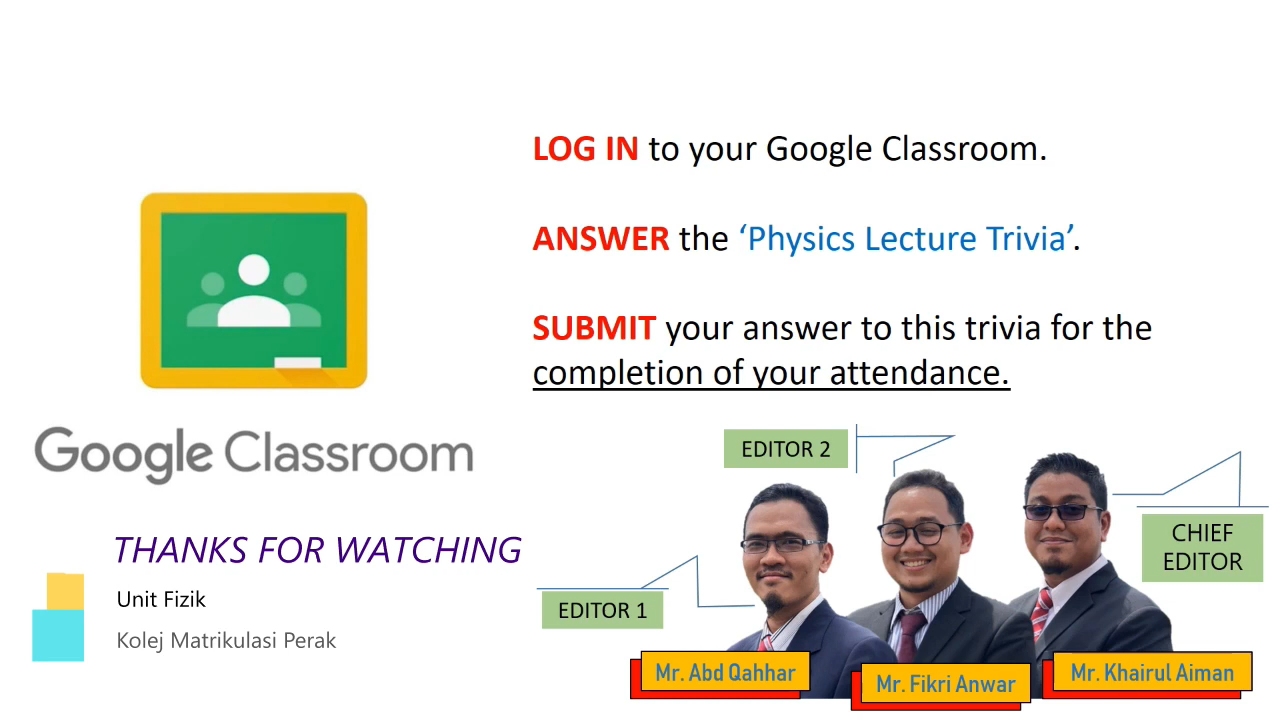 LOG IN to your Google Classroom.
ANSWER the ‘Physics Lecture Trivia’.
SUBMIT your answer to this trivia for the
completion of your attendance.
Google Classroom
THANKS FOR WATCHING
Unit Fizik
Kolej Matrikulasi Perak
EDITOR 2
CHIEF
EDITOR
EDITOR 1
Mr. Abd Qahhar
Mr. Fikri Anwar
Mr. Khairul Aiman